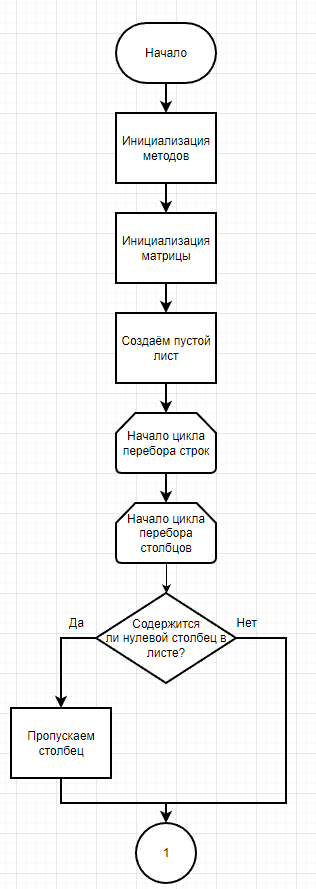 Начало
Инициализация
методов
Инициализация
матрицы
Создаём пустой
лист
Начало цикла
перебора строк
Начало цикла
перебора
столбцов
Содержится
ли нулевой столбец в
листе?
Да
Нет
Пропускаем
столбец
1